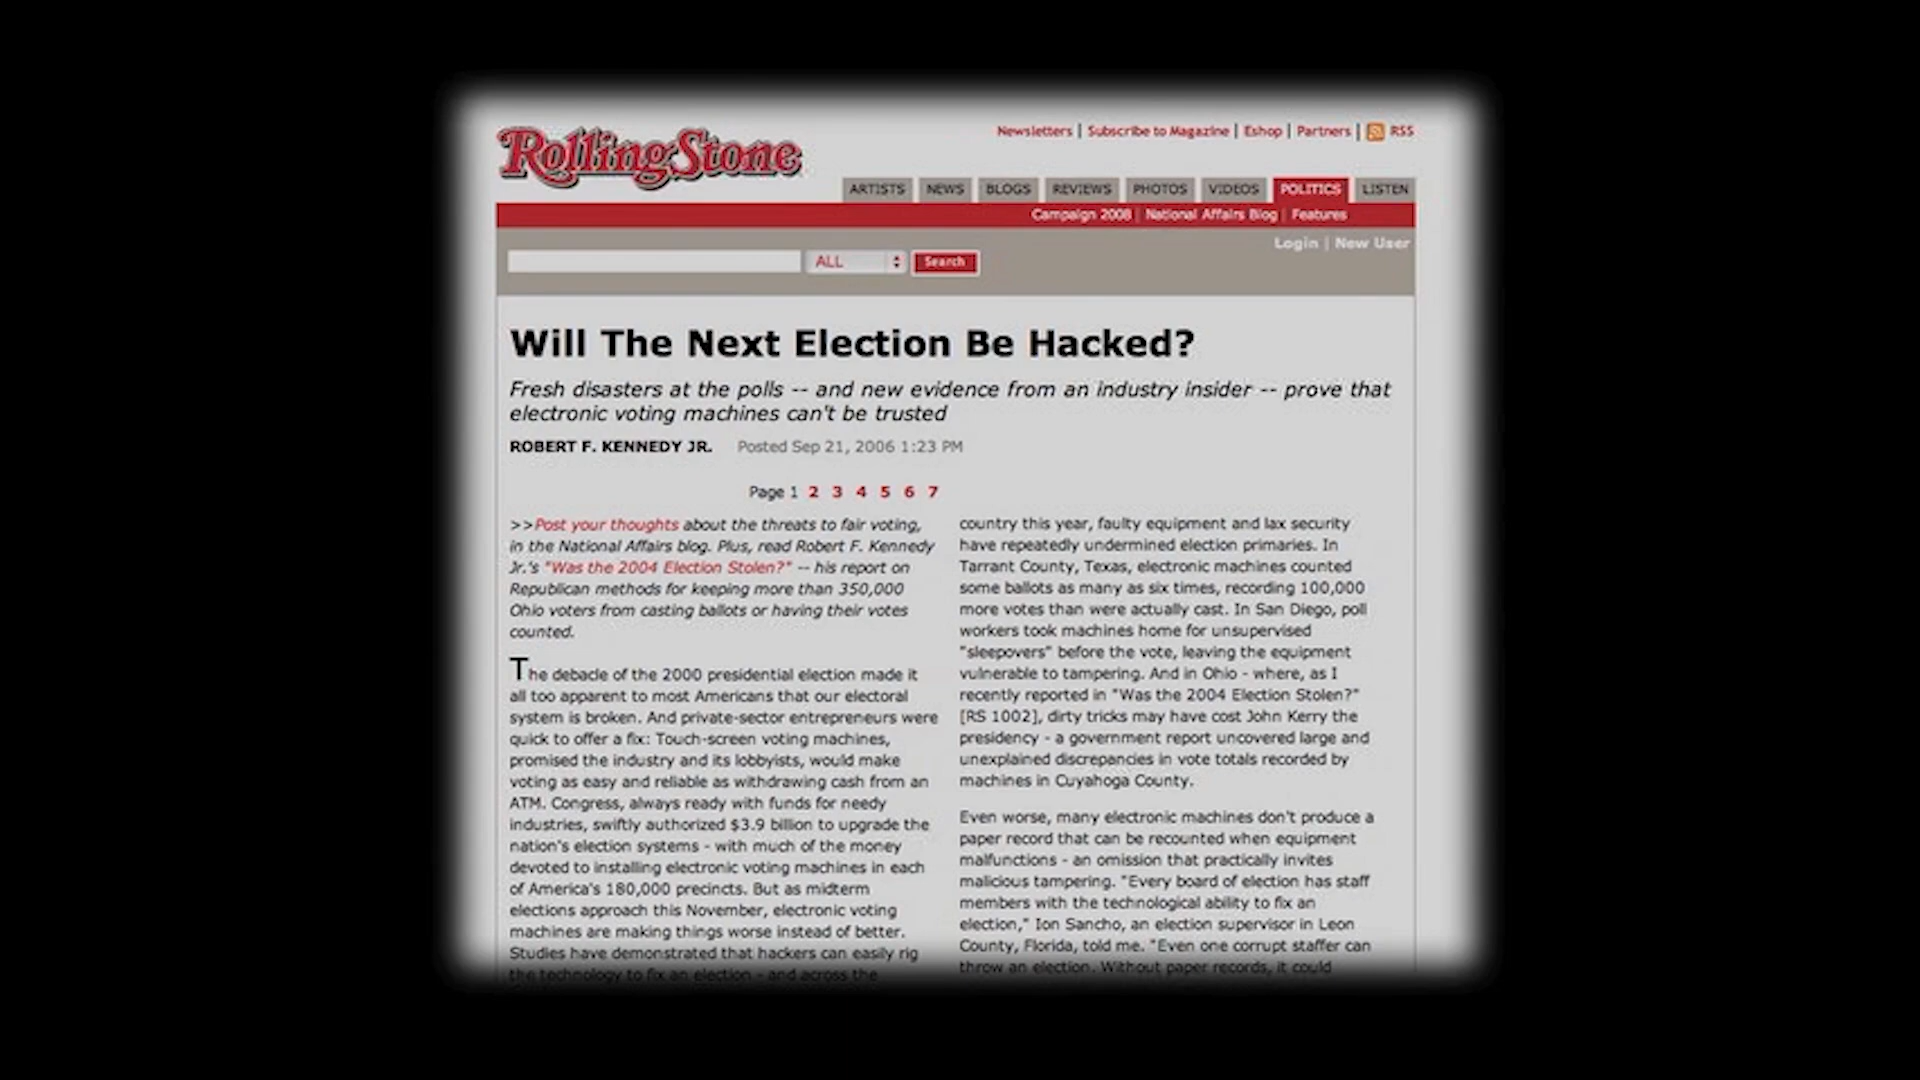 Rolling Stone
Newsletters | Subscribe to Magazine | Eshop | Partners | RSS
ARTISTS NEWS BLOGS REVIEWS PHOTOS VIDEOS POLITICS LISTEN
Campaign 2008 | National Affairs Blog | Features
Login | New User
ALL Search
Will The Next Election Be Hacked?
Fresh disasters at the polls -- and new evidence from an industry insider -- prove that
electronic voting machines can't be trusted
ROBERT F. KENNEDY JR. Posted Sep 21, 2006 1:23 PM
Page 1 2 3 4 5 6 7
>>Post your thoughts about the threats to fair voting,
in the National Affairs blog. Plus, read Robert F. Kennedy
Jr.'s "Was the 2004 Election Stolen?" -- his report on
Republican methods for keeping more than 350,000
Ohio voters from casting ballots or having their votes
counted.
The debacle of the 2000 presidential election made it
all too apparent to most Americans that our electoral
system is broken. And private-sector entrepreneurs were
quick to offer a fix: Touch-screen voting machines,
promised the industry and its lobbyists, would make
voting as easy and reliable as withdrawing cash from an
ATM. Congress, always ready with funds for needy
industries, swiftly authorized $3.9 billion to upgrade the
nation's election systems - with much of the money
devoted to installing electronic voting machines in each
of America's 180,000 precincts. But as midterm
elections approach this November, electronic voting
machines are making things worse instead of better.
Studies have demonstrated that hackers can easily rig
the technology to fix an election - and across the
country this year, faulty equipment and lax security
have repeatedly undermined election primaries. In
Tarrant County, Texas, electronic machines counted
some ballots as many as six times, recording 100,000
more votes than were actually cast. In San Diego, poll
workers took machines home for unsupervised
"sleepovers" before the vote, leaving the equipment
vulnerable to tampering. And in Ohio - where, as I
recently reported in "Was the 2004 Election Stolen?"
[RS 1002], dirty tricks may have cost John Kerry the
presidency - a government report uncovered large and
unexplained discrepancies in vote totals recorded by
machines in Cuyahoga County.
Even worse, many electronic machines don't produce a
paper record that can be recounted when equipment
malfunctions - an omission that practically invites
malicious tampering. "Every board of election has staff
members with the technological ability to fix an
election," Ion Sancho, an election supervisor in Leon
County, Florida, told me. "Even one corrupt staffer can
throw an election. Without paper records, it could